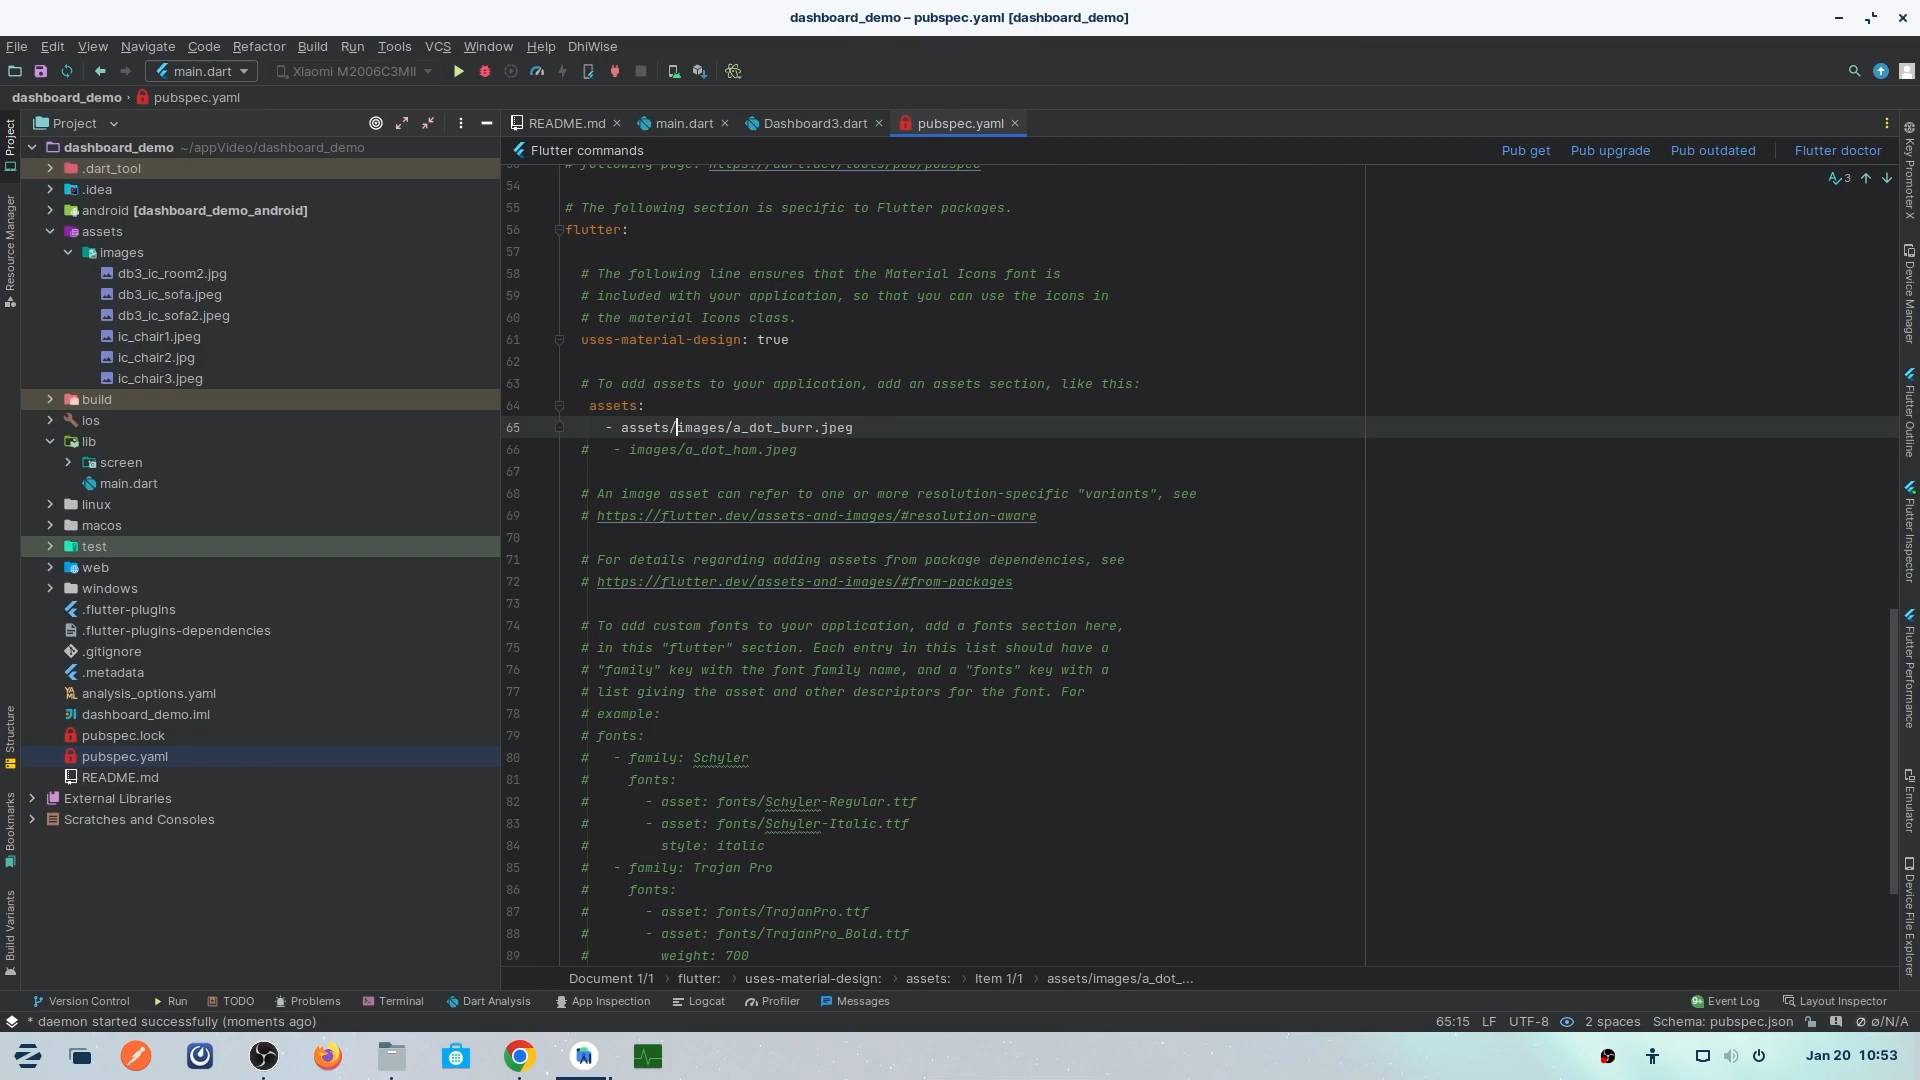 dashboard_demo – pubspec.yaml [dashboard_demo]
File Edit View Navigate Code Refactor Build Run Tools VCS Window Help DhiWise
main.dart Xiaomi M2006C3MII
dashboard_demo pubspec.yaml
Project
README.md main.dart Dashboard3.dart pubspec.yaml
dashboard_demo ~/appVideo/dashboard_demo
.dart_tool
.idea
android [dashboard_demo_android]
assets
images
db3_ic_room2.jpg
db3_ic_sofa.jpeg
db3_ic_sofa2.jpeg
ic_chair1.jpeg
ic_chair2.jpg
ic_chair3.jpeg
build
ios
lib
screen
main.dart
linux
macos
test
web
windows
.flutter-plugins
.flutter-plugins-dependencies
.gitignore
.metadata
analysis_options.yaml
dashboard_demo.iml
pubspec.lock
pubspec.yaml
README.md
External Libraries
Scratches and Consoles
Project
Resource Manager
Structure
Bookmarks
Build Variants
Flutter commands Pub get Pub upgrade Pub outdated Flutter doctor
3
53 # following page: https://dart.dev/tools/pub/pubspec
54
55 # The following section is specific to Flutter packages.
56 flutter:
57
58 # The following line ensures that the Material Icons font is
59 # included with your application, so that you can use the icons in
60 # the material Icons class.
61 uses-material-design: true
62
63 # To add assets to your application, add an assets section, like this:
64 assets:
65 - assets/images/a_dot_burr.jpeg
66 # - images/a_dot_ham.jpeg
67
68 # An image asset can refer to one or more resolution-specific "variants", see
69 # https://flutter.dev/assets-and-images/#resolution-aware
70
71 # For details regarding adding assets from package dependencies, see
72 # https://flutter.dev/assets-and-images/#from-packages
73
74 # To add custom fonts to your application, add a fonts section here,
75 # in this "flutter" section. Each entry in this list should have a
76 # "family" key with the font family name, and a "fonts" key with a
77 # list giving the asset and other descriptors for the font. For
78 # example:
79 # fonts:
80 # - family: Schyler
81 # fonts:
82 # - asset: fonts/Schyler-Regular.ttf
83 # - asset: fonts/Schyler-Italic.ttf
84 # style: italic
85 # - family: Trajan Pro
86 # fonts:
87 # - asset: fonts/TrajanPro.ttf
88 # - asset: fonts/TrajanPro_Bold.ttf
89 # weight: 700
Document 1/1 flutter: uses-material-design: assets: Item 1/1 assets/images/a_dot_...
Key Promoter X
Device Manager
Flutter Outline
Flutter Inspector
Flutter Performance
Emulator
Device File Explorer
Version Control Run TODO Problems Terminal Dart Analysis App Inspection Logcat Profiler Messages 9+ Event Log Layout Inspector
* daemon started successfully (moments ago) 65:15 LF UTF-8 2 spaces Schema: pubspec.json ø/N/A
Jan 20 10:53